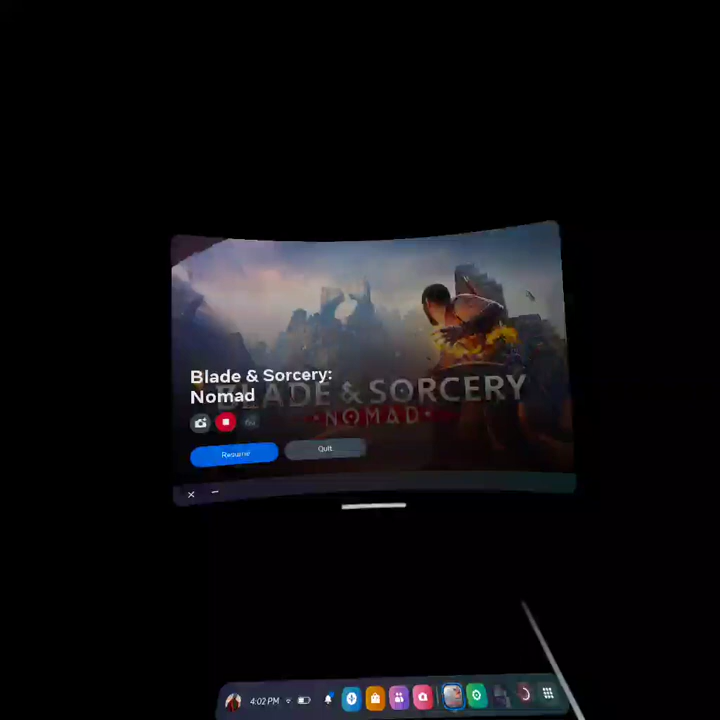 Blade & Sorcery:
Nomad
BLADE & SORCERY
NOMAD
Resume
Quit
4:02 PM